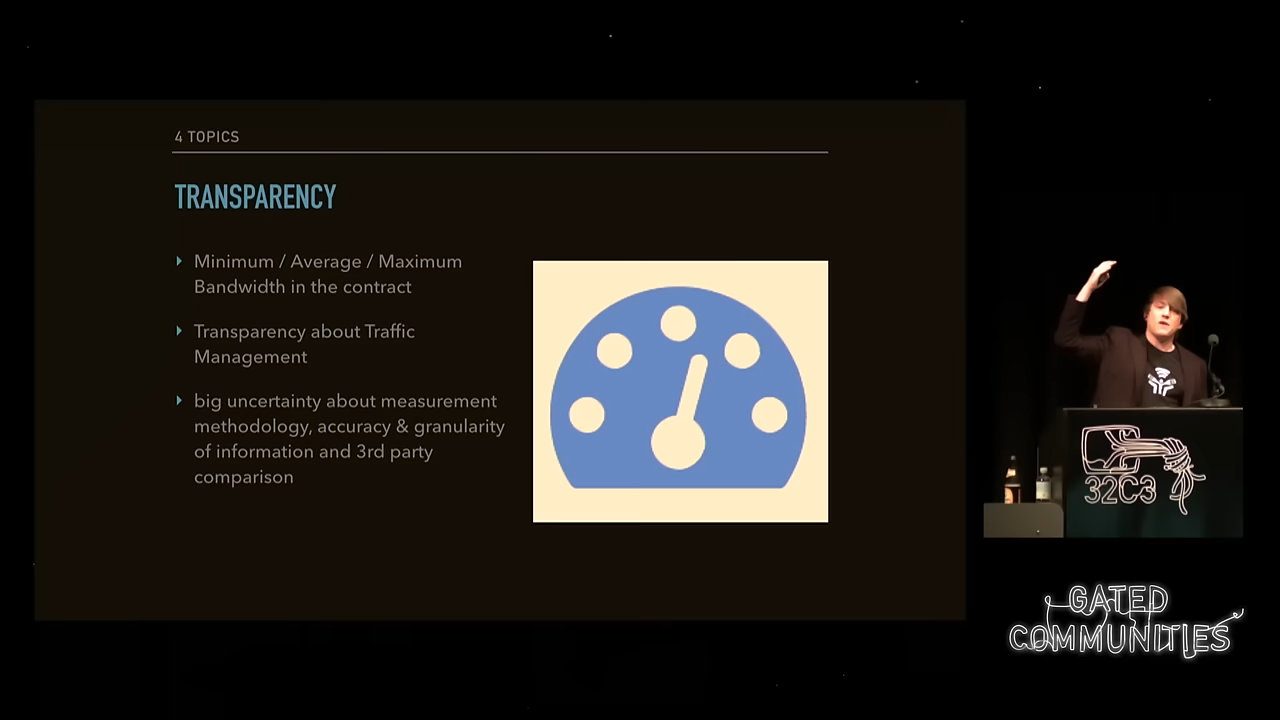 4 TOPICS
TRANSPARENCY
Minimum / Average / Maximum
Bandwidth in the contract
Transparency about Traffic
Management
big uncertainty about measurement
methodology, accuracy & granularity
of information and 3rd party
comparison
32C3
GATED
COMMUNITIES